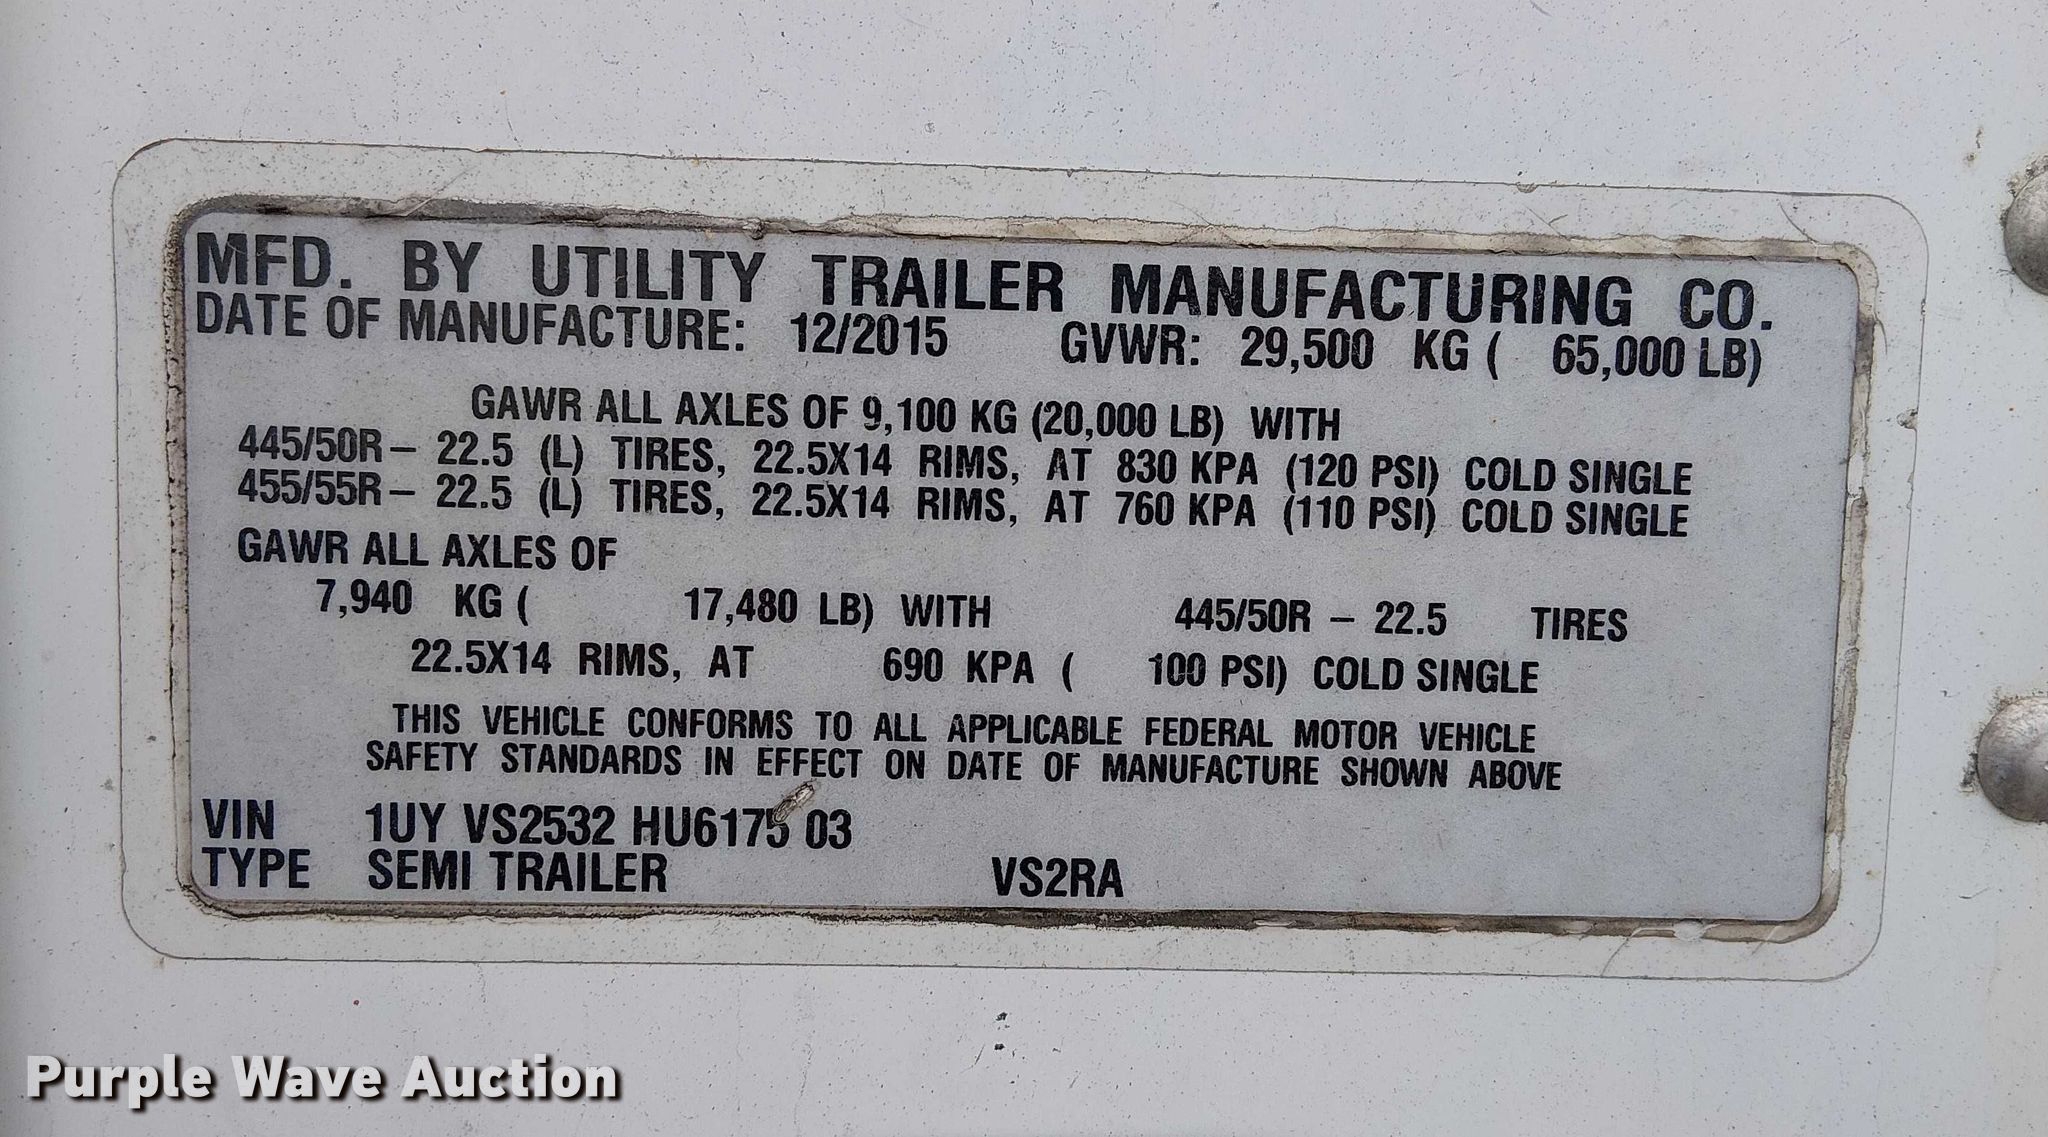 MFD. BY UTILITY TRAILER MANUFACTURING CO.
DATE OF MANUFACTURE: 12/2015 GVWR: 29,500 KG ( 65,000 LB)
GAWR ALL AXLES OF 9,100 KG (20,000 LB) WITH
445/50R– 22.5 (L) TIRES, 22.5X14 RIMS, AT 830 KPA (120 PSI) COLD SINGLE
455/55R– 22.5 (L) TIRES, 22.5X14 RIMS, AT 760 KPA (110 PSI) COLD SINGLE
GAWR ALL AXLES OF
7,940 KG ( 17,480 LB) WITH 445/50R – 22.5 TIRES
22.5X14 RIMS, AT 690 KPA ( 100 PSI) COLD SINGLE
THIS VEHICLE CONFORMS TO ALL APPLICABLE FEDERAL MOTOR VEHICLE
SAFETY STANDARDS IN EFFECT ON DATE OF MANUFACTURE SHOWN ABOVE
VIN 1UY VS2532 HU6175 03
TYPE SEMI TRAILER VS2RA
Purple Wave Auction